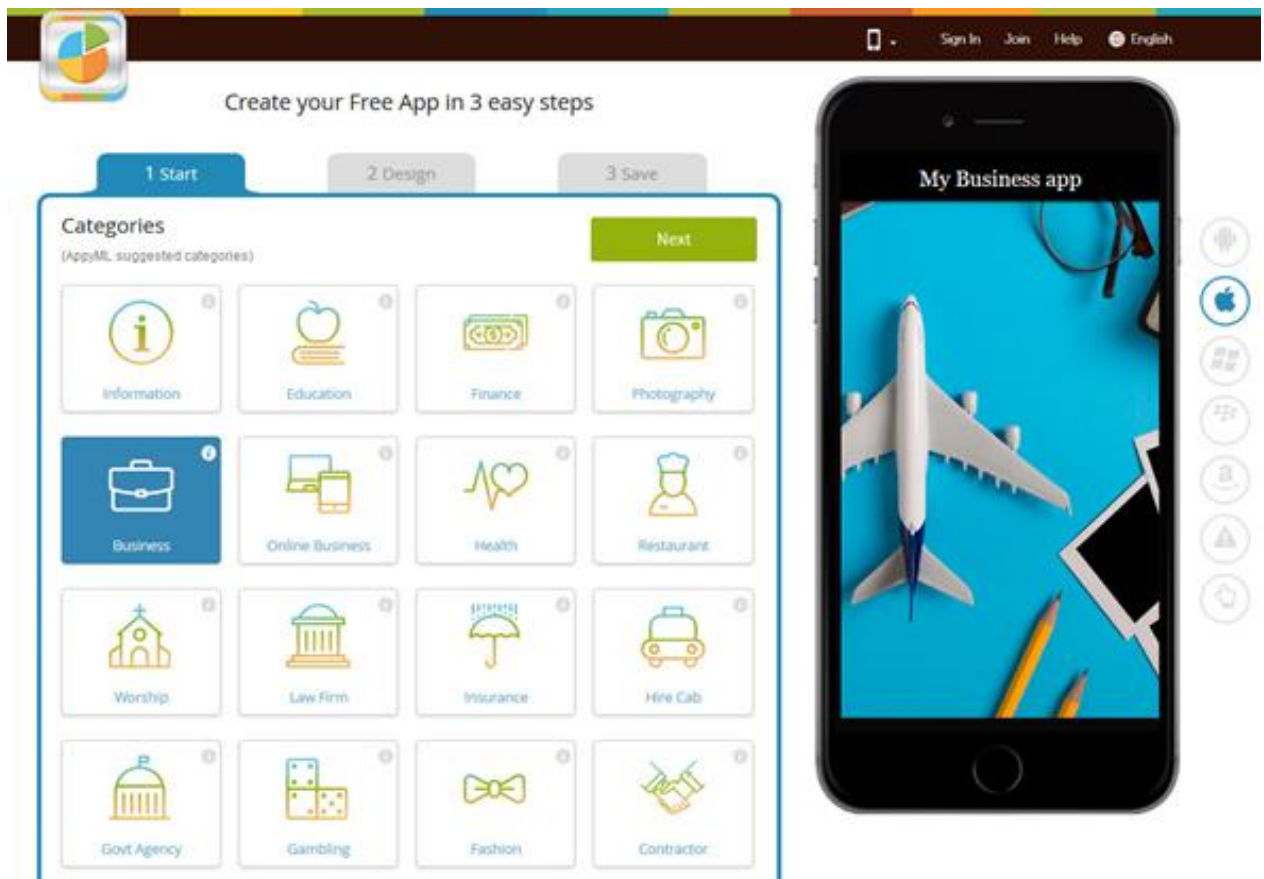 Sign In Join Help English
Create your Free App in 3 easy steps
1 Start 2 Design 3 Save
Categories
(AppyML suggested categories)
Next
Information Education Finance Photography
Business Online Business Health Restaurant
Worship Law Firm Insurance Hire Cab
Govt Agency Gambling Fashion Contractor
My Business app